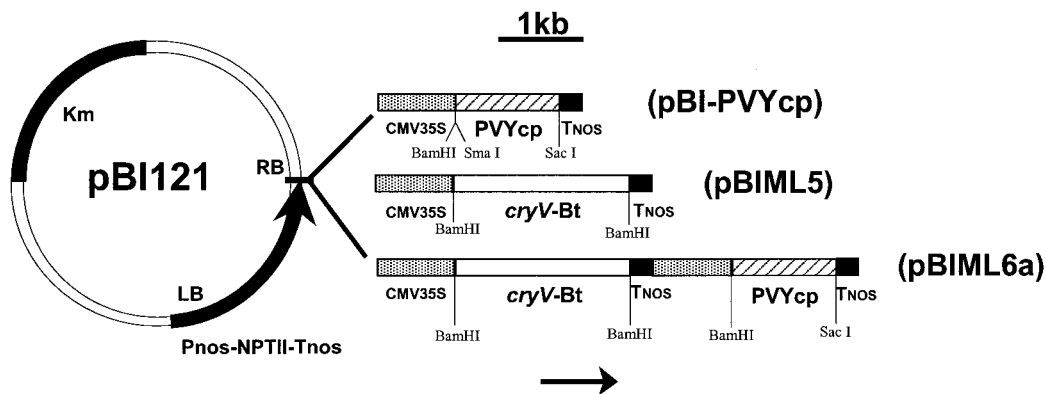 1kb
Km
pBI121
RB
LB
Pnos-NPTII-Tnos
(pBI-PVYcp)
CMV35S PVYcp TNOS
BamHI Sma I Sac I
(pBIML5)
CMV35S cryV-Bt TNOS
BamHI BamHI
(pBIML6a)
CMV35S cryV-Bt TNOS CMV35S PVYcp TNOS
BamHI BamHI BamHI Sac I